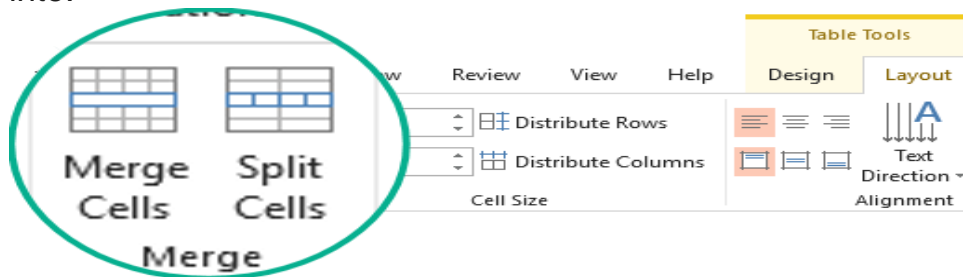 Table Tools
Review View Help Design Layout
Merge Cells
Split Cells
Merge
Distribute Rows
Distribute Columns
Cell Size
Text Direction
Alignment